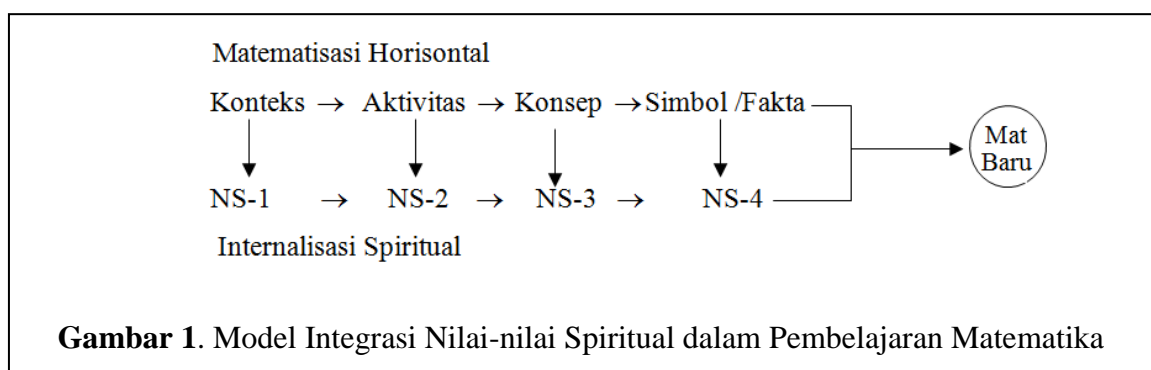 Matematisasi Horisontal
Konteks → Aktivitas → Konsep → Simbol /Fakta
Mat
Baru
NS-1 → NS-2 → NS-3 → NS-4
Internalisasi Spiritual
Gambar 1. Model Integrasi Nilai-nilai Spiritual dalam Pembelajaran Matematika